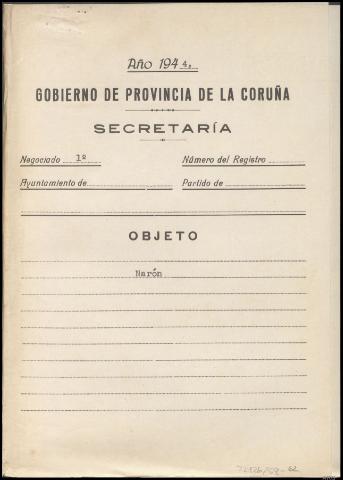 Año 1944.
GOBIERNO DE PROVINCIA DE LA CORUÑA
SECRETARÍA
Negociado 1º Número del Registro
Ayuntamiento de Partido de
OBJETO
Narón